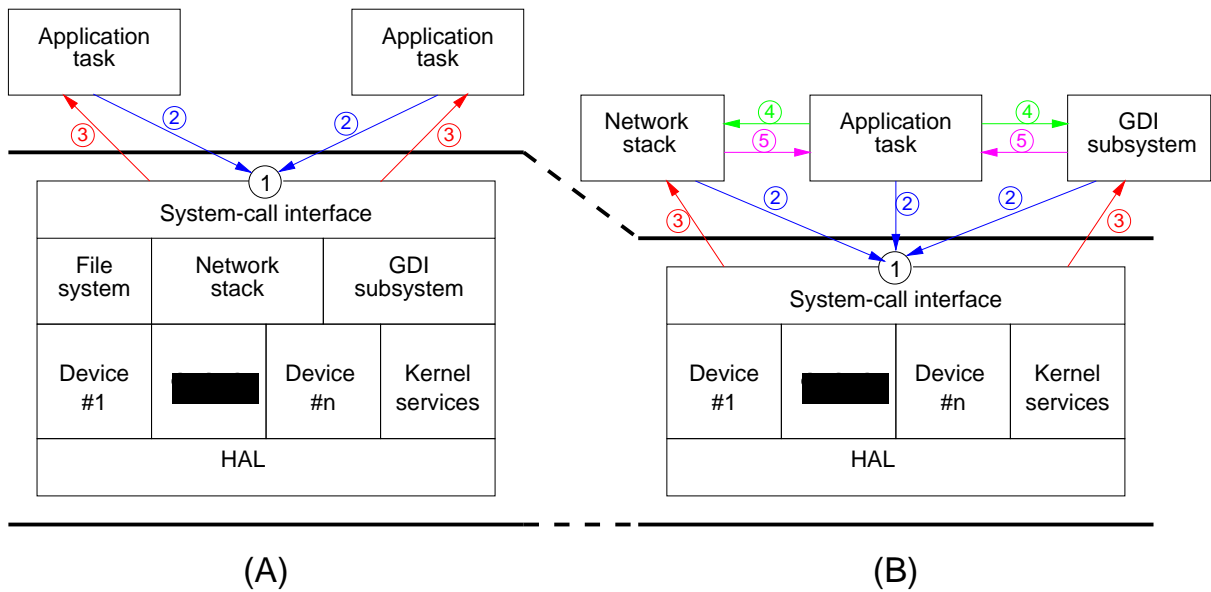 Application
task
Application
task
2
2
3
3
1
System-call interface
File
system
Network
stack
GDI
subsystem
Device
#1
Device
#n
Kernel
services
HAL
(A)
Network
stack
4
5
Application
task
4
5
GDI
subsystem
2
2
2
3
3
1
System-call interface
Device
#1
Device
#n
Kernel
services
HAL
(B)